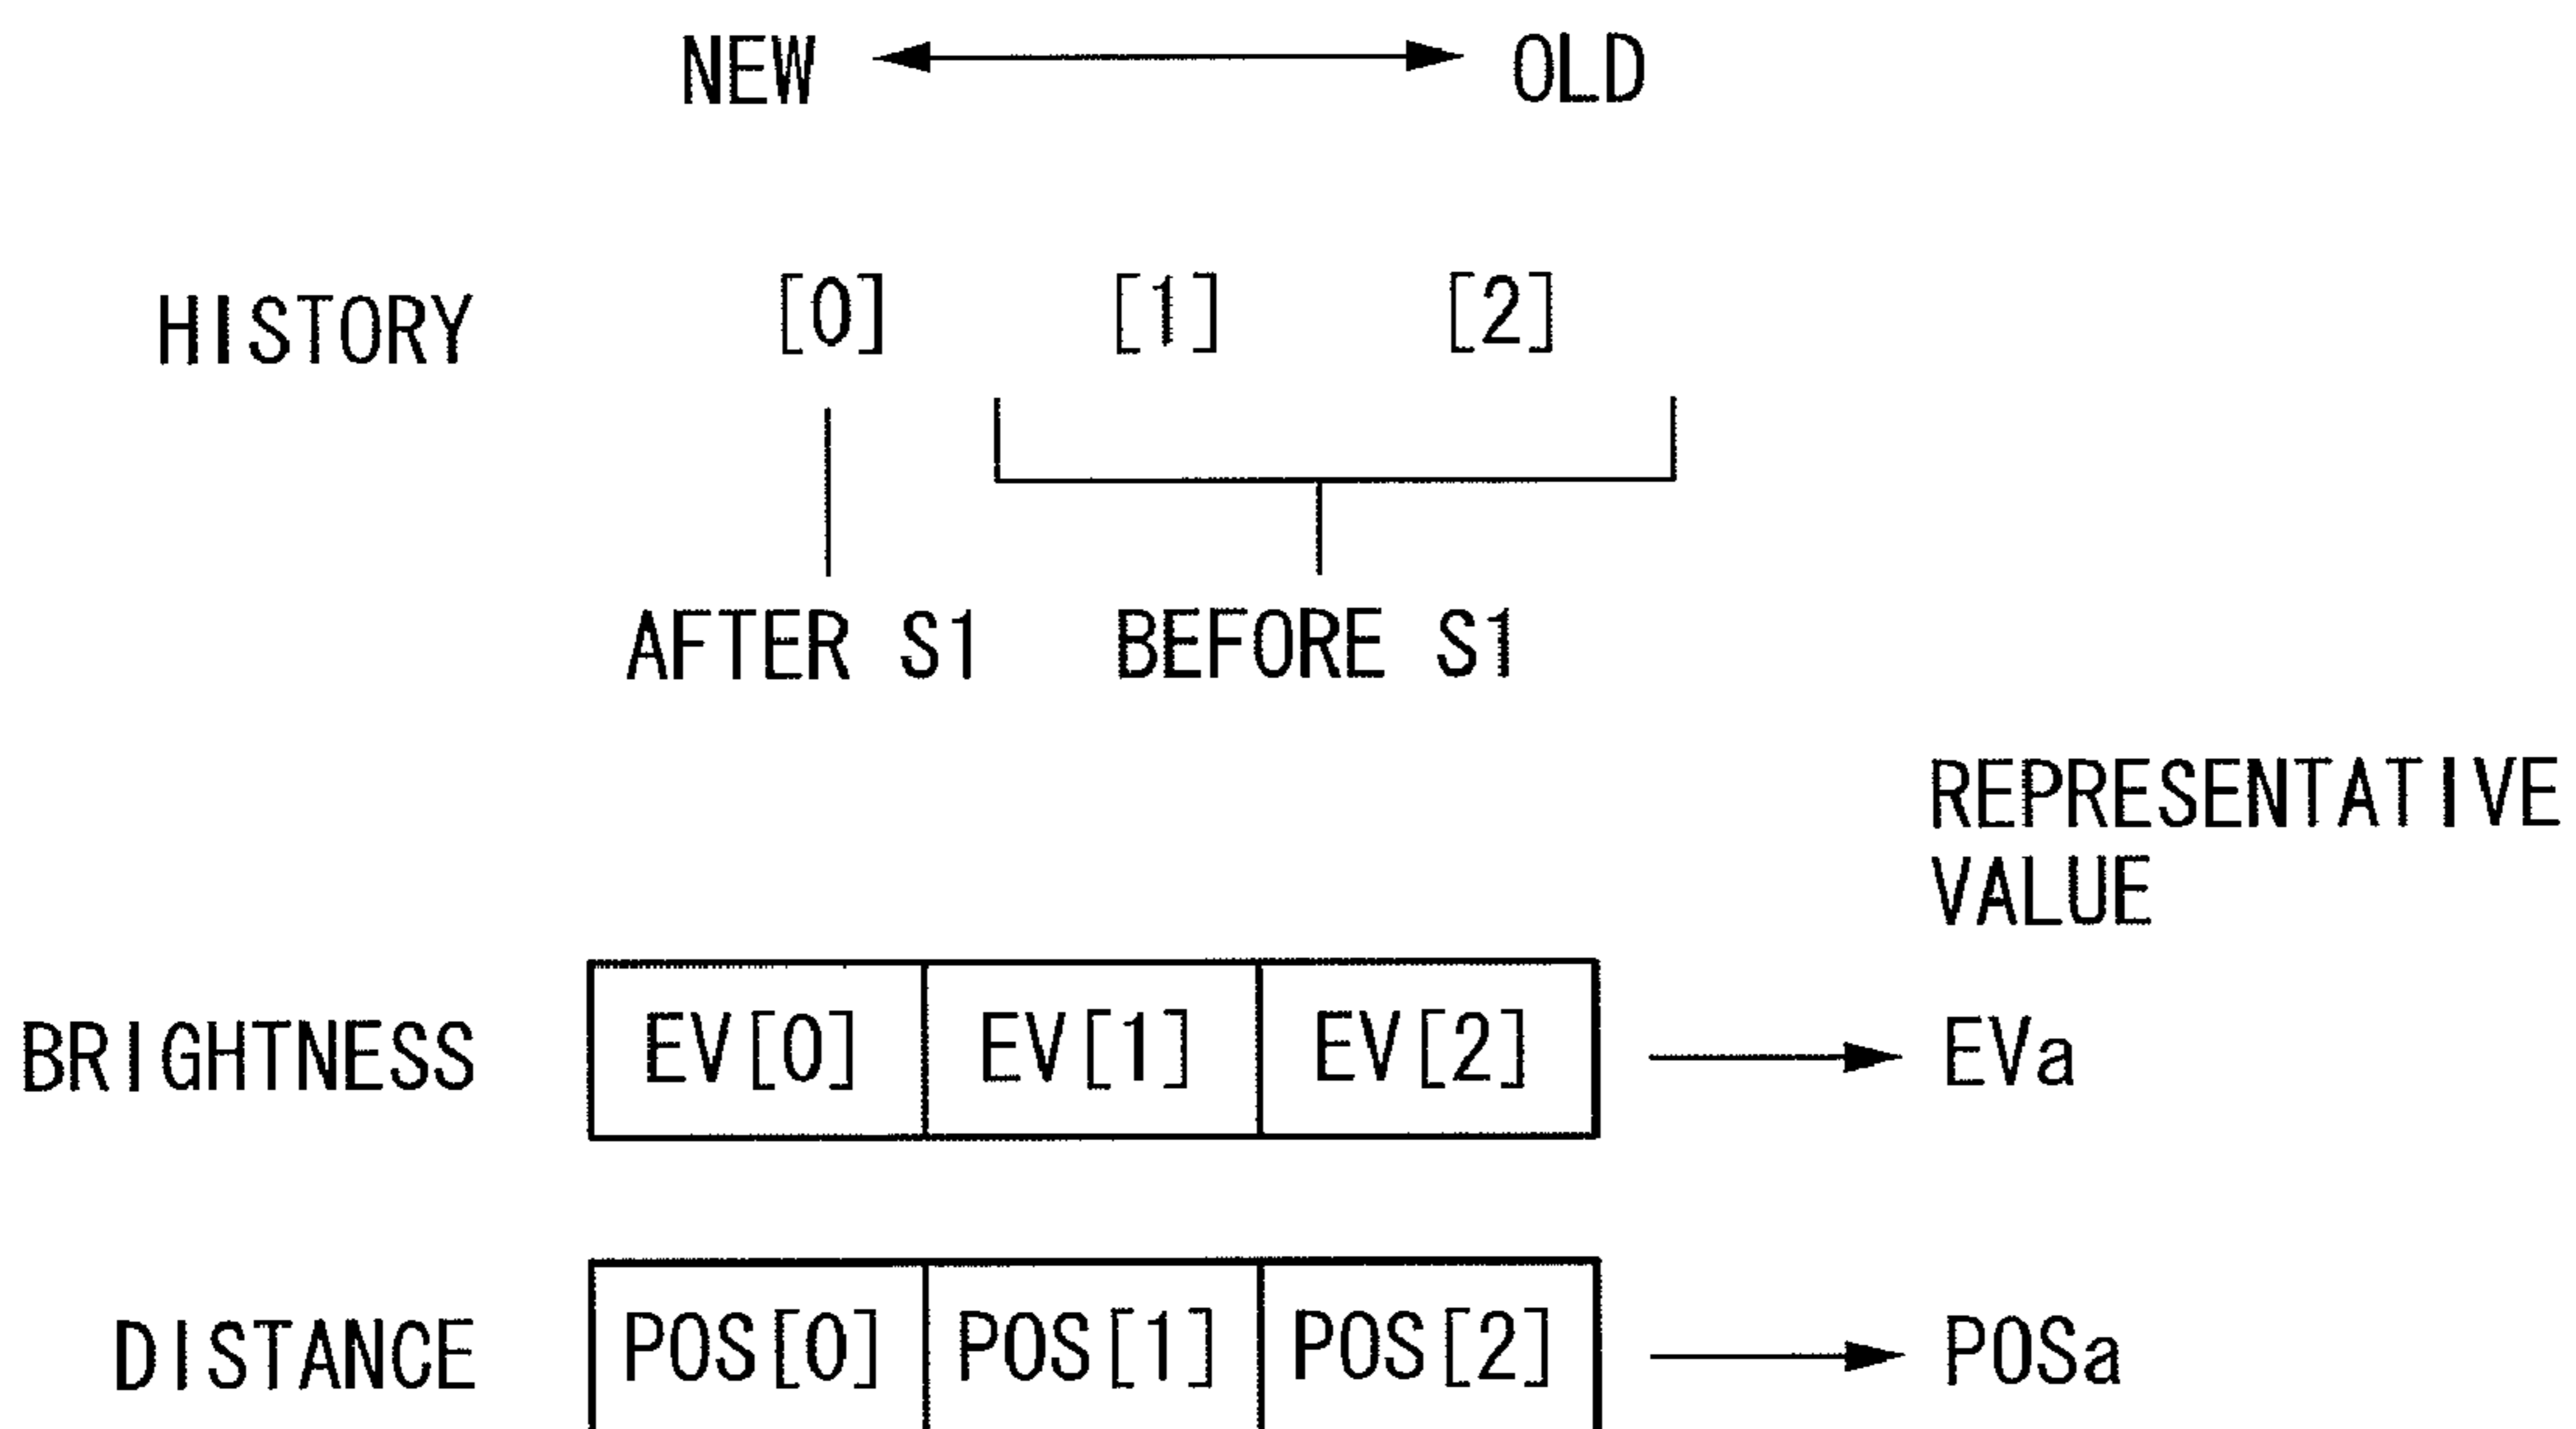 NEW OLD
HISTORY [0] [1] [2]
AFTER S1 BEFORE S1
REPRESENTATIVE
VALUE
BRIGHTNESS EV[0] EV[1] EV[2] EVa
DISTANCE POS[0] POS[1] POS[2] POSa